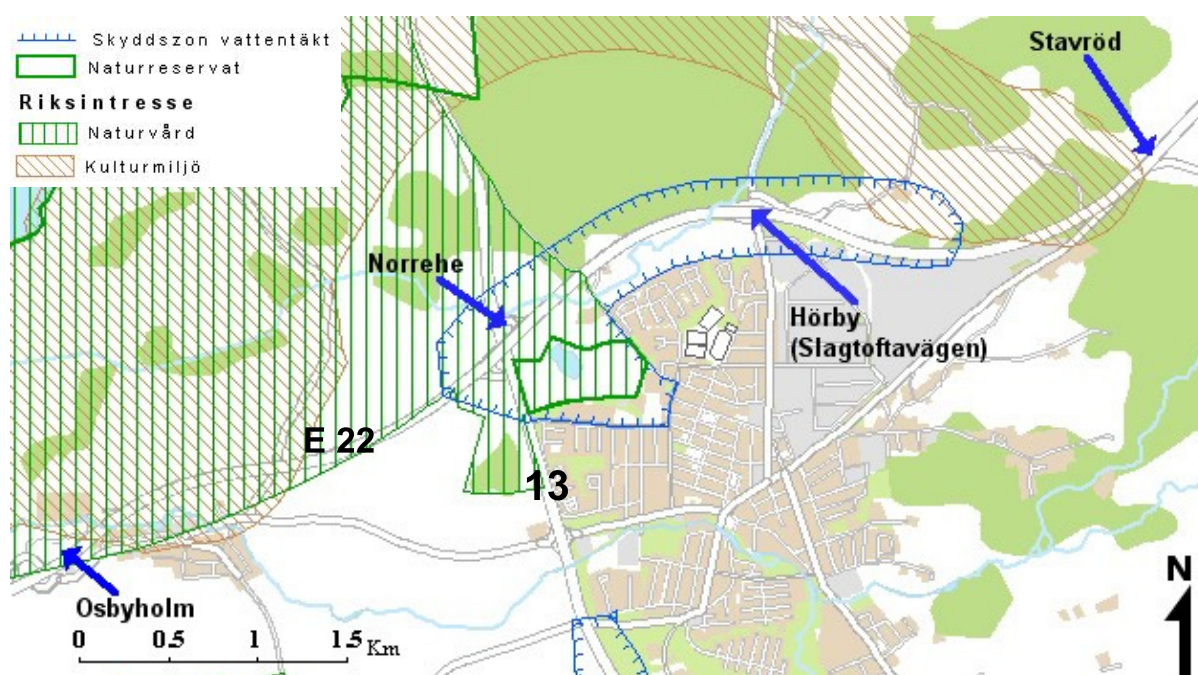 Skyddszon vattentäkt
Naturreservat
Riksintresse
Naturvård
Kulturmiljö
Stavröd
Norrehe
Hörby
(Slagtoftavägen)
E 22
13
Osbyholm
N
0 0.5 1 1.5 Km